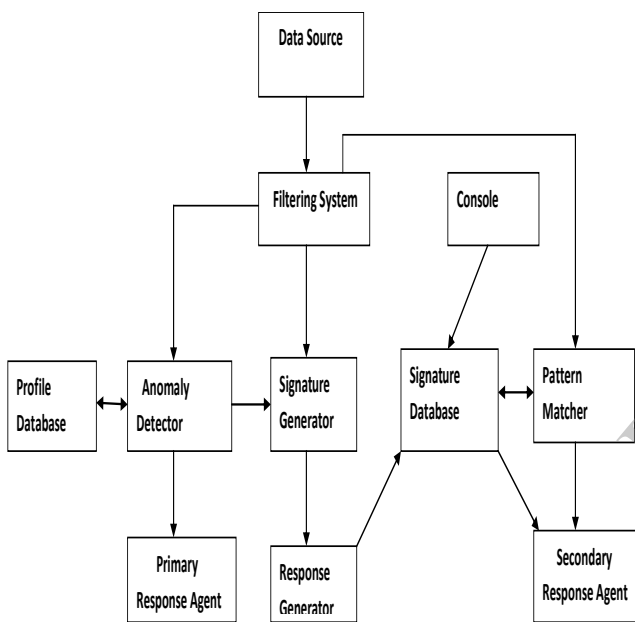 Data Source
Filtering System
Console
Profile
Database
Anomaly
Detector
Signature
Generator
Signature
Database
Pattern
Matcher
Primary
Response Agent
Response
Generator
Secondary
Response Agent